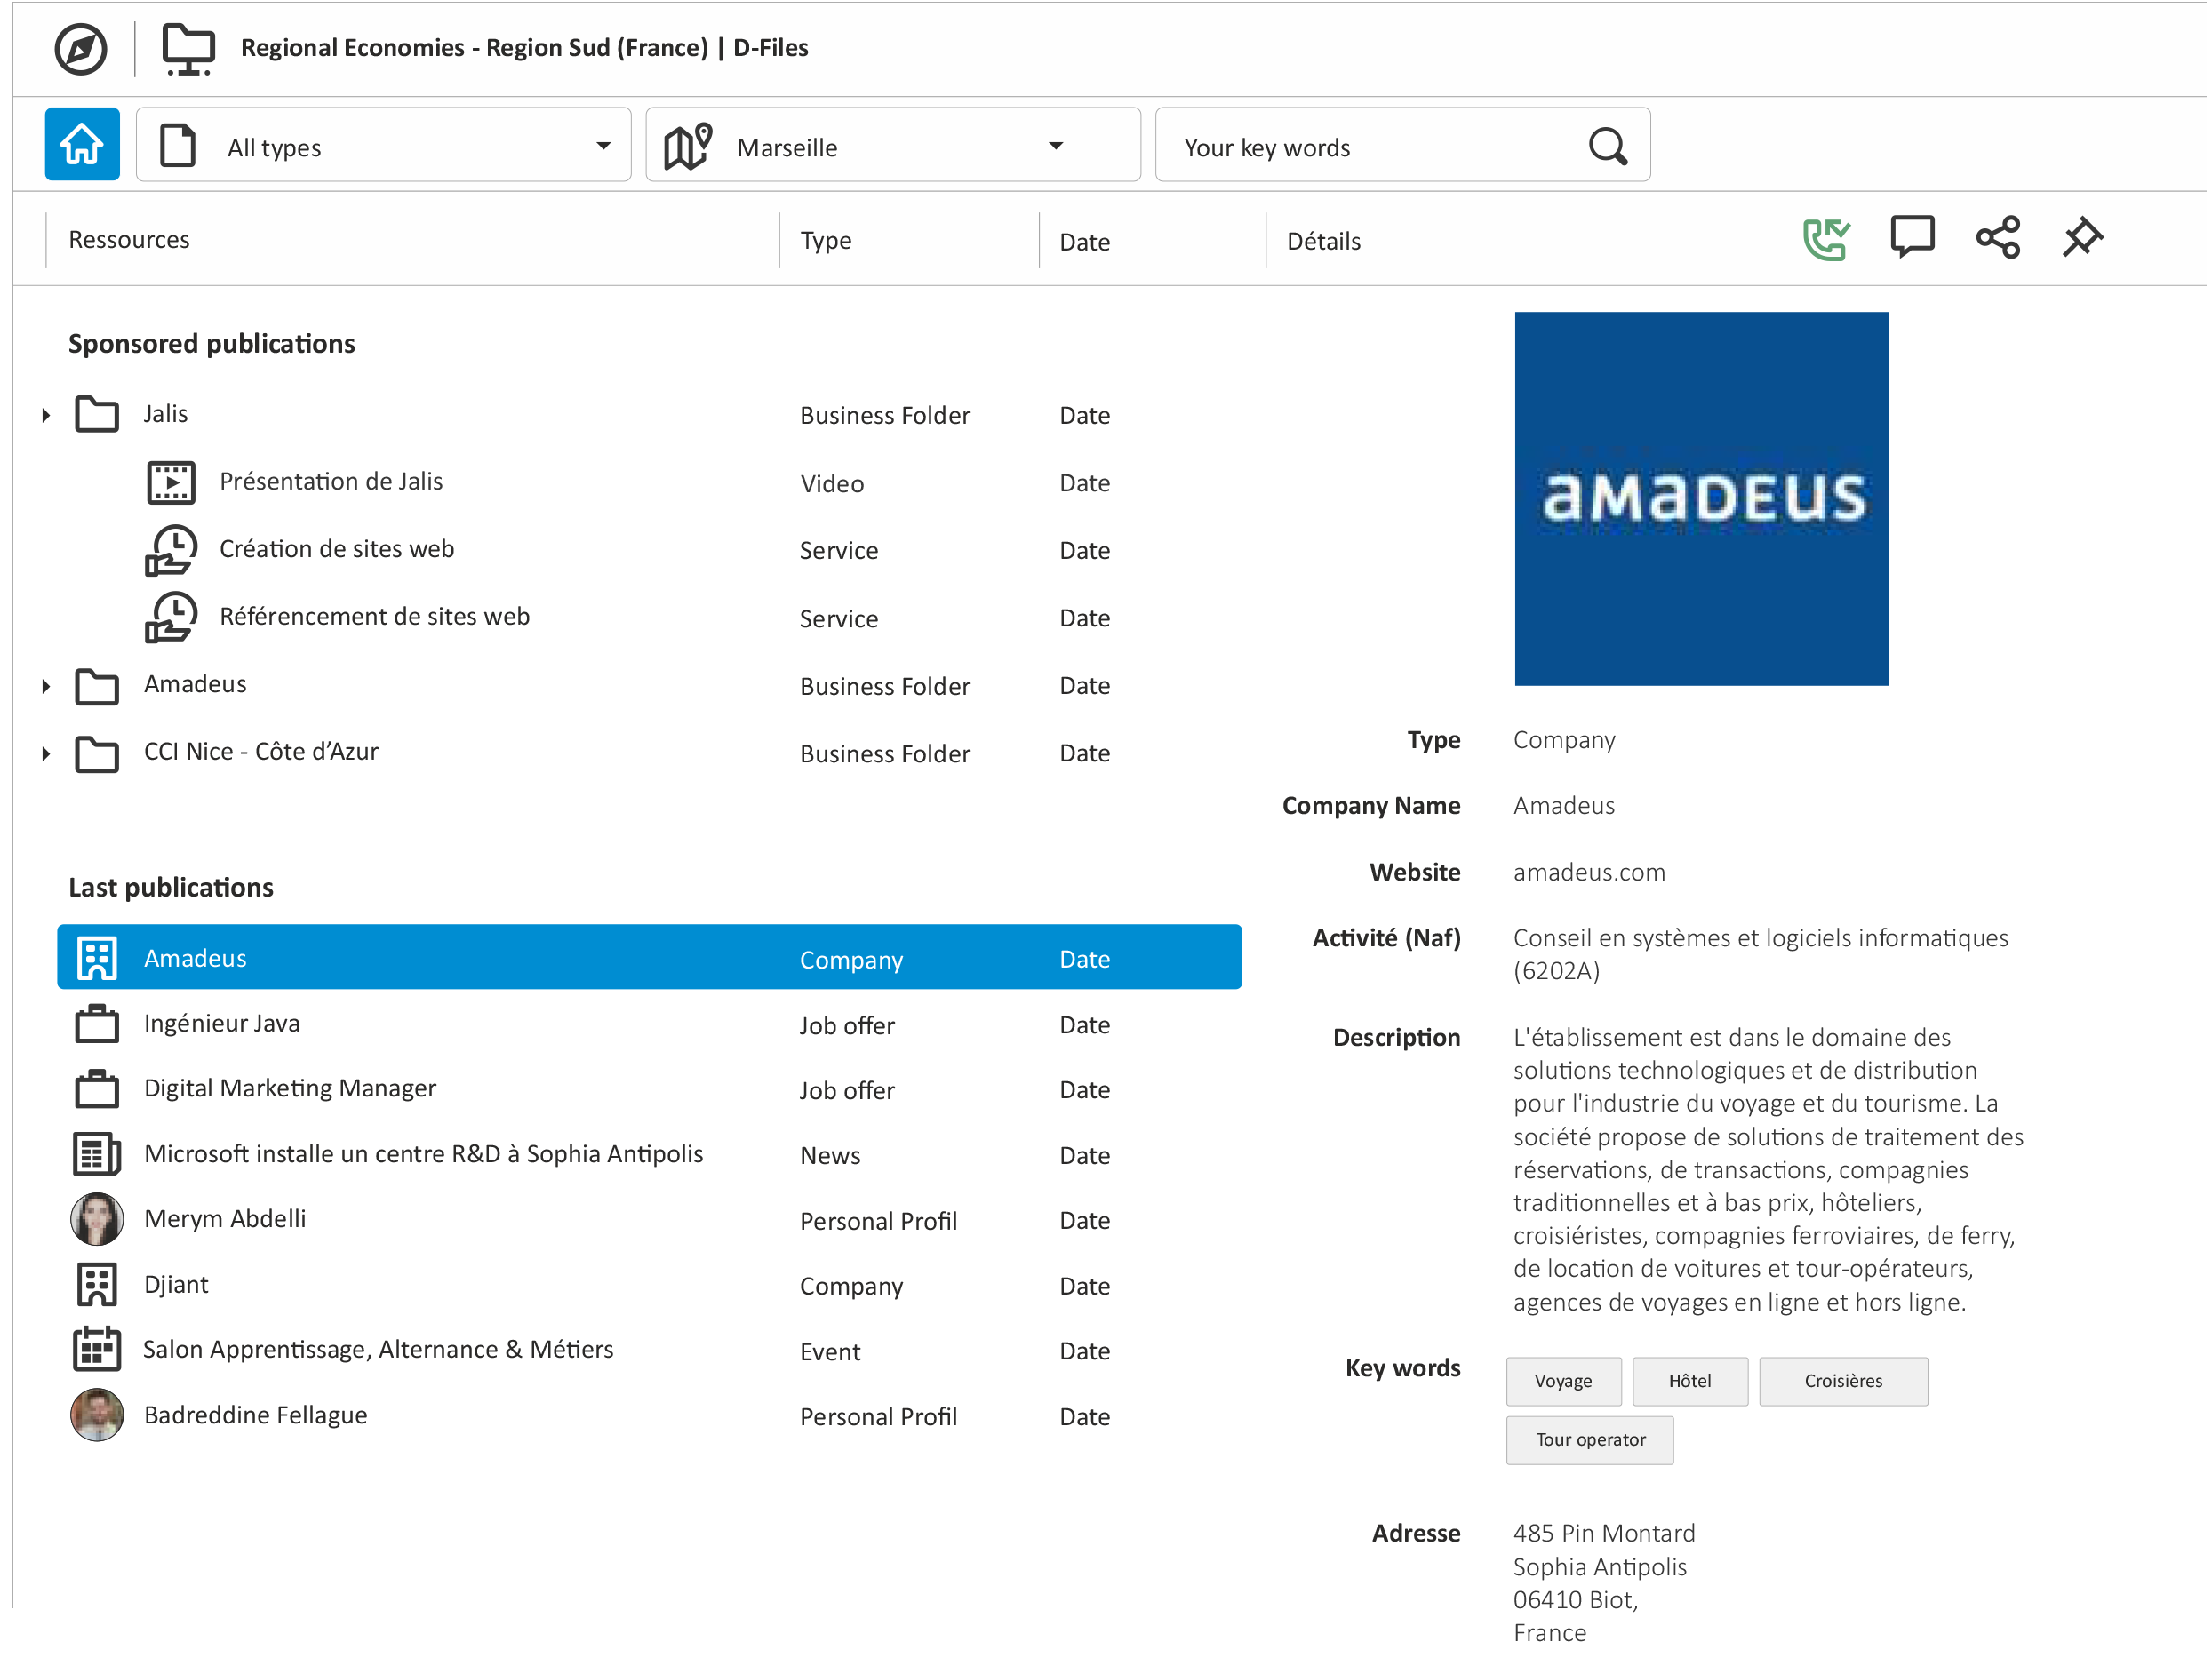 Regional Economies - Region Sud (France) | D-Files
All types
Marseille
Your key words
Ressources
Type
Date
Détails
Sponsored publications
Jalis Business Folder Date
Présentation de Jalis Video Date
Création de sites web Service Date
Référencement de sites web Service Date
Amadeus Business Folder Date
CCI Nice - Côte d’Azur Business Folder Date
Last publications
Amadeus Company Date
Ingénieur Java Job offer Date
Digital Marketing Manager Job offer Date
Microsoft installe un centre R&D à Sophia Antipolis News Date
Merym Abdelli Personal Profil Date
Djiant Company Date
Salon Apprentissage, Alternance & Métiers Event Date
Badreddine Fellague Personal Profil Date
aMaDEUS
Type Company
Company Name Amadeus
Website amadeus.com
Activité (Naf) Conseil en systèmes et logiciels informatiques
(6202A)
Description L'établissement est dans le domaine des
solutions technologiques et de distribution
pour l'industrie du voyage et du tourisme. La
société propose de solutions de traitement des
réservations, de transactions, compagnies
traditionnelles et à bas prix, hôteliers,
croisiéristes, compagnies ferroviaires, de ferry,
de location de voitures et tour-opérateurs,
agences de voyages en ligne et hors ligne.
Key words Voyage Hôtel Croisières
Tour operator
Adresse 485 Pin Montard
Sophia Antipolis
06410 Biot,
France